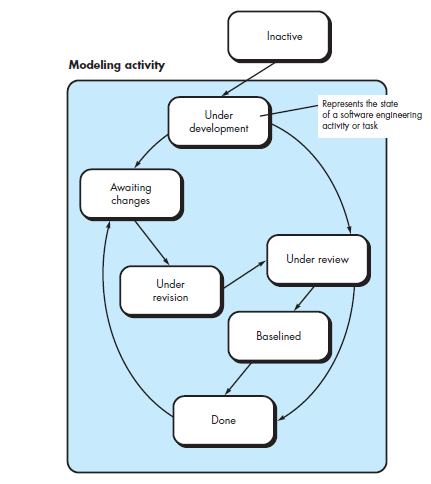 Inactive
Modeling activity
Under
development
Represents the state
of a software engineering
activity or task
Awaiting
changes
Under review
Under
revision
Baselined
Done